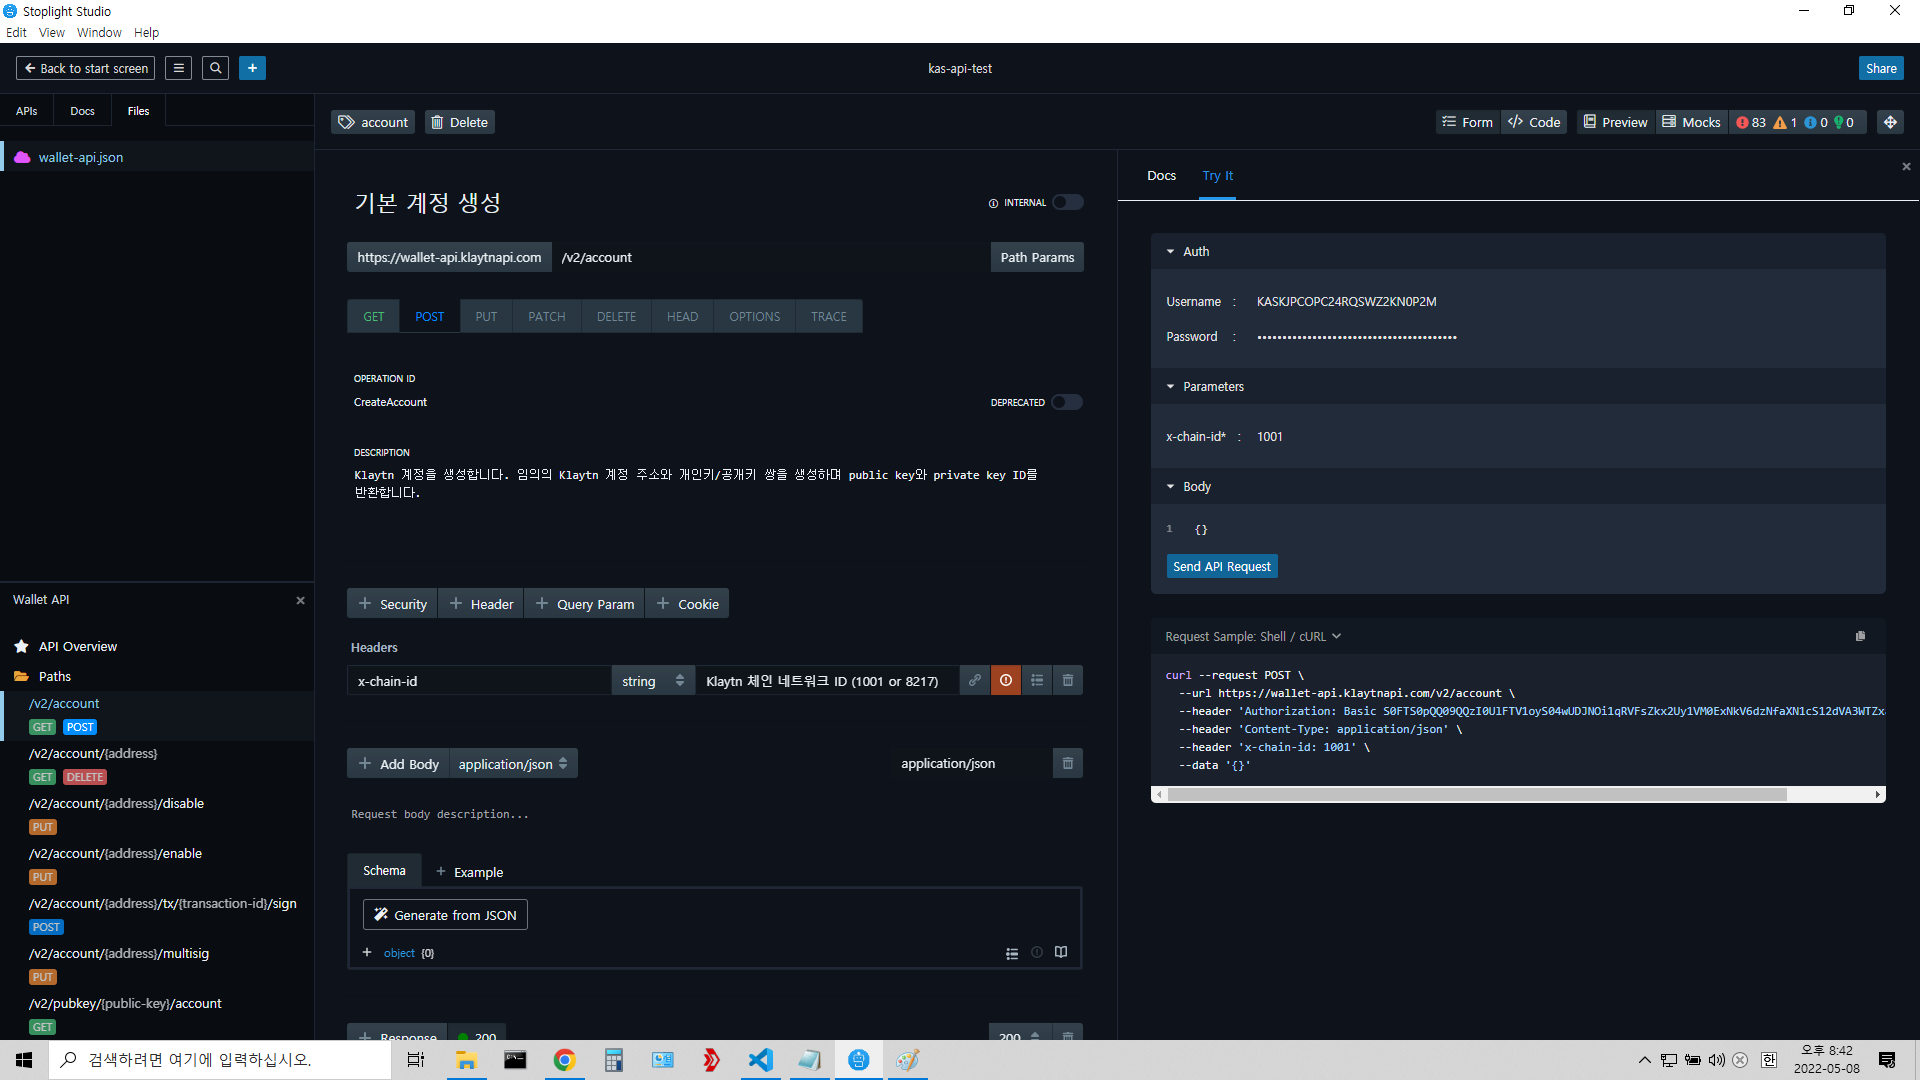 Stoplight Studio
Edit View Window Help
Back to start screen
kas-api-test
Share
APIs Docs Files
account Delete
Form Code Preview Mocks 83 1 0 0
wallet-api.json
Docs Try It
기본 계정 생성
INTERNAL
https://wallet-api.klaytnapi.com /v2/account Path Params
GET POST PUT PATCH DELETE HEAD OPTIONS TRACE
OPERATION ID
CreateAccount
DEPRECATED
DESCRIPTION
Klaytn 계정을 생성합니다. 임의의 Klaytn 계정 주소와 개인키/공개키 쌍을 생성하며 public key와 private key ID를
반환합니다.
Security Header Query Param Cookie
Headers
x-chain-id string Klaytn 체인 네트워크 ID (1001 or 8217)
Add Body application/json application/json
Request body description...
Schema Example
Generate from JSON
object {0}
Response 200 200
Auth
Username : KASKJPCOPC24RQSWZ2KN0P2M
Password : ••••••••••••••••••••••••••••••••••••••••
Parameters
x-chain-id* : 1001
Body
1 {}
Send API Request
Request Sample: Shell / cURL
curl --request POST \
--url https://wallet-api.klaytnapi.com/v2/account \
--header 'Authorization: Basic
--header 'Content-Type: application/json' \
--header 'x-chain-id: 1001' \
--data '{}'
Wallet API
API Overview
Paths
/v2/account
GET POST
/v2/account/{address}
GET DELETE
/v2/account/{address}/disable
PUT
/v2/account/{address}/enable
PUT
/v2/account/{address}/tx/{transaction-id}/sign
POST
/v2/account/{address}/multisig
PUT
/v2/pubkey/{public-key}/account
GET
검색하려면 여기에 입력하십시오.
한
오후 8:42
2022-05-08